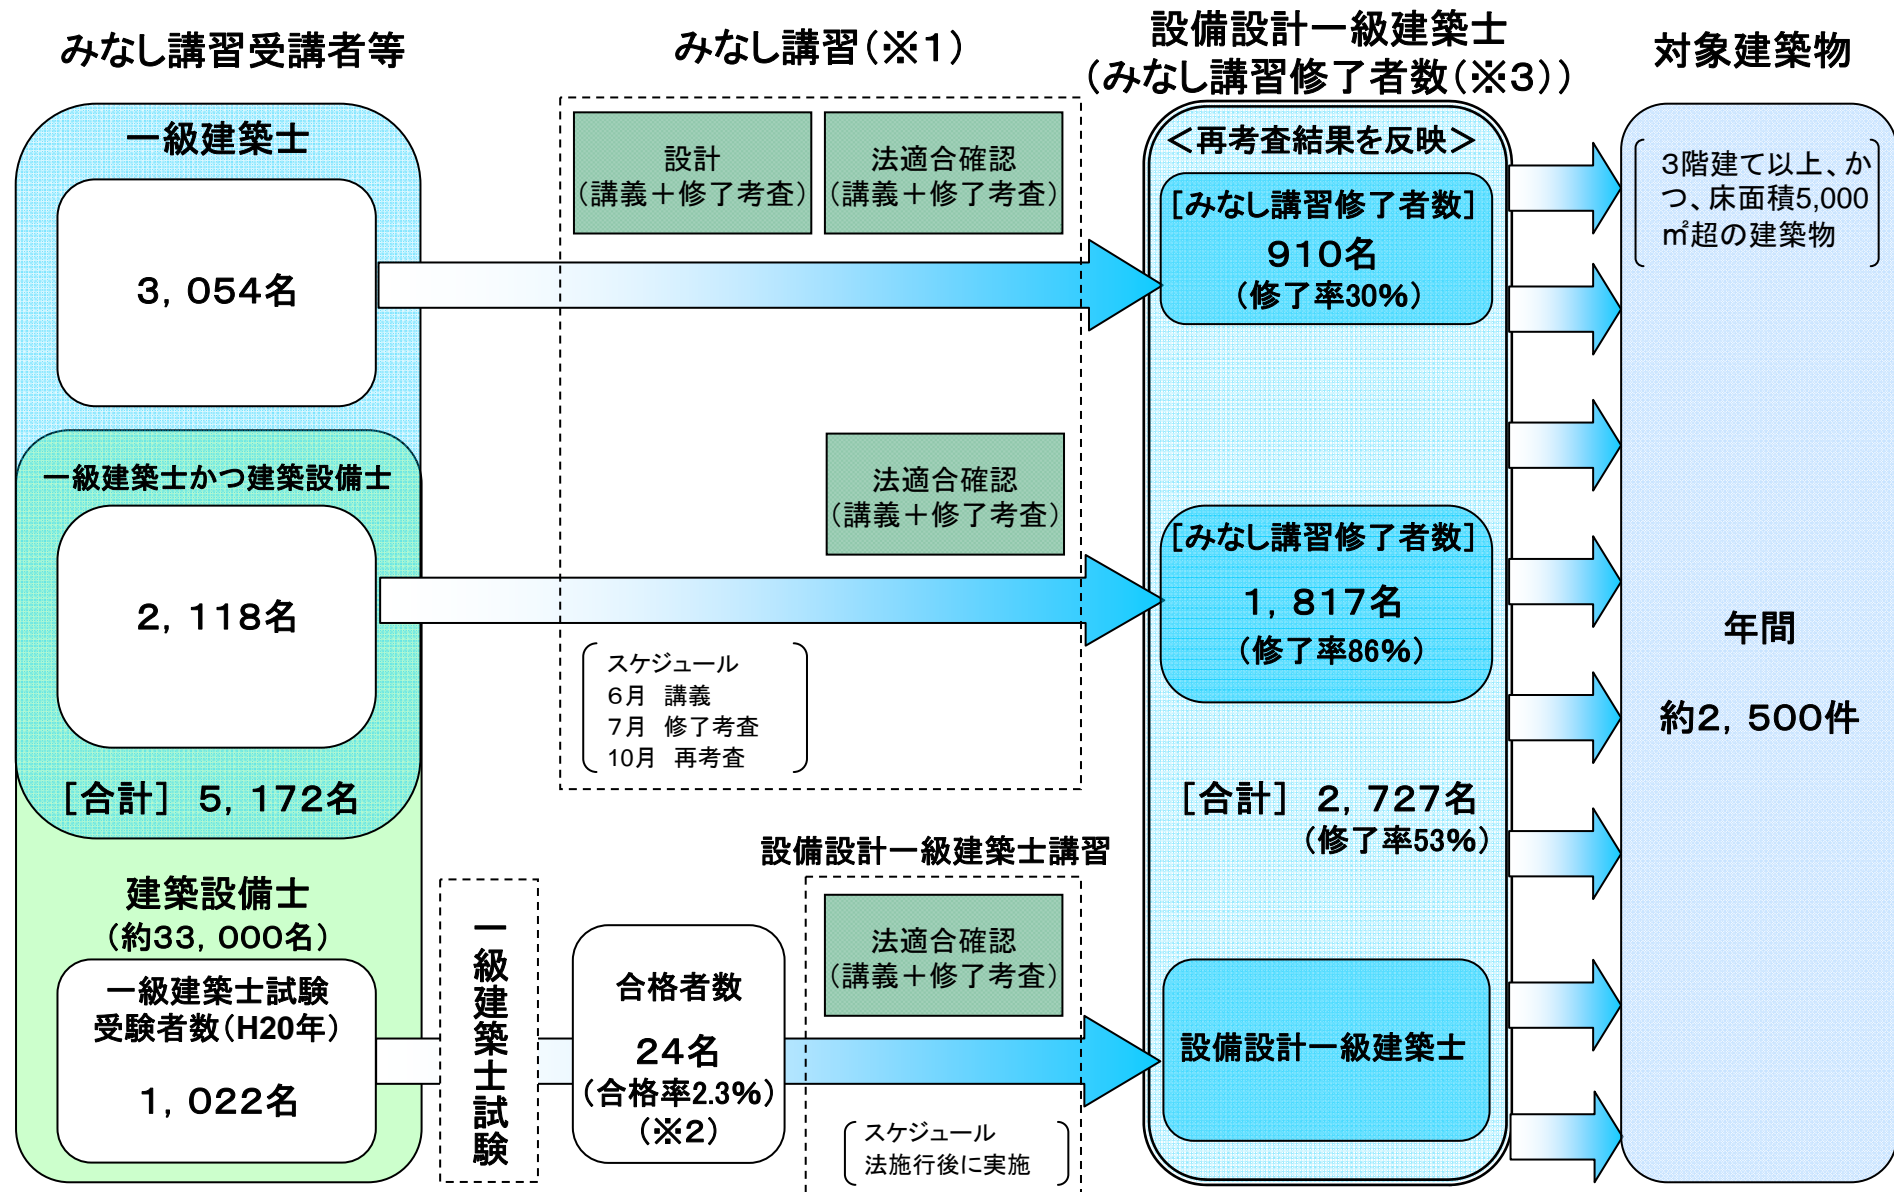 みなし講習受講者等
みなし講習（※１）
設備設計一級建築士
（みなし講習修了者数（※３））
対象建築物
一級建築士
３，０５４名
設計
（講義＋修了考査）
法適合確認
（講義＋修了考査）
＜再考査結果を反映＞
［みなし講習修了者数］
９１０名
（修了率30%）
３階建て以上、か
つ、床面積5,000
㎡超の建築物
一級建築士かつ建築設備士
２，１１８名
［合計］ ５，１７２名
法適合確認
（講義＋修了考査）
スケジュール
６月 講義
７月 修了考査
10月 再考査
［みなし講習修了者数］
１，８１７名
（修了率86%）
［合計］ ２，７２７名
（修了率53%）
年間
約２，５００件
建築設備士
（約３３，０００名）
一級建築士試験
受験者数（H20年）
１，０２２名
一級建築士試験
合格者数
２４名
（合格率2.3%）
（※２）
設備設計一級建築士講習
法適合確認
（講義＋修了考査）
スケジュール
法施行後に実施
設備設計一級建築士